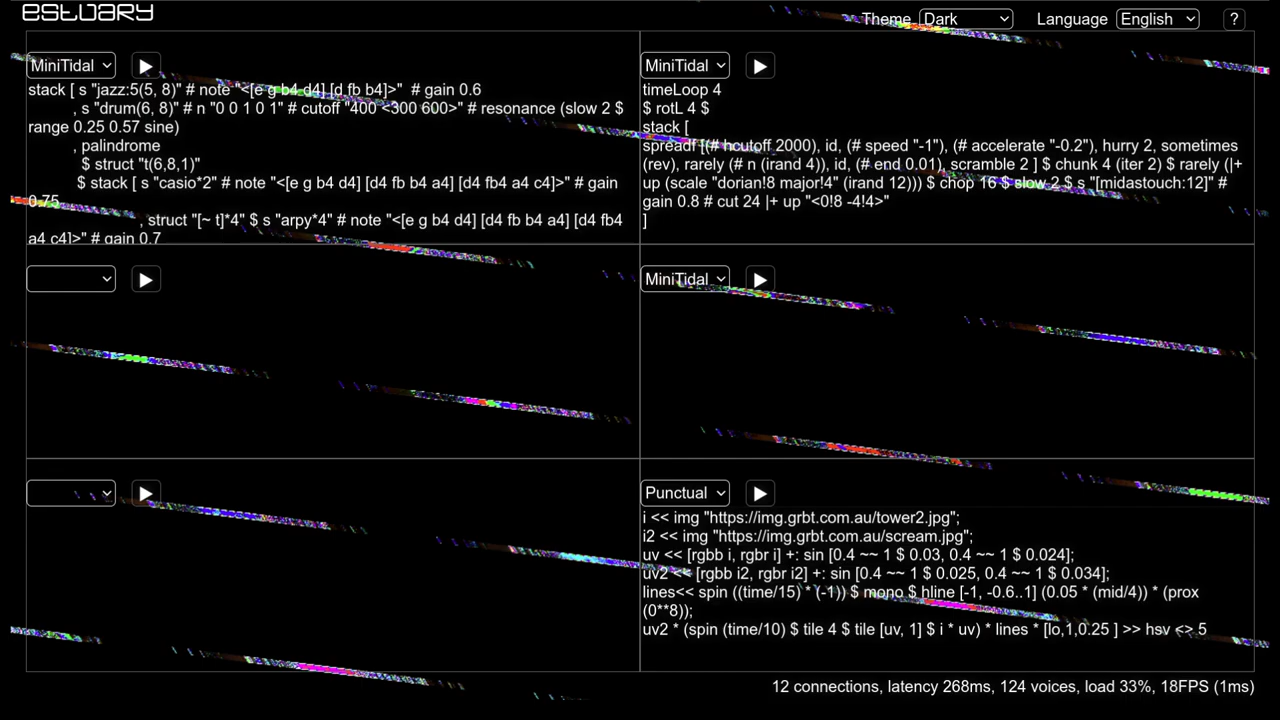 estuary
Theme Dark Language English ?
MiniTidal
stack [ s "jazz:5(5, 8)" # note "<[e g b4 d4] [d fb b4]>"  # gain 0.6
, s "drum(6, 8)" # n "0 0 1 0 1" # cutoff "400 <300 600>" # resonance (slow 2 $
range 0.25 0.57 sine)
, palindrome
$ struct "t(6,8,1)"
$ stack [ s "casio*2" # note "<[e g b4 d4] [d4 fb b4 a4] [d4 fb4 a4 c4]>" # gain
0.75
, struct "[~ t]*4" $ s "arpy*4" # note "<[e g b4 d4] [d4 fb b4 a4] [d4 fb4
a4 c4]>" # gain 0.7
MiniTidal
timeLoop 4
$ rotL 4 $
stack [
spreadf [(# hcutoff 2000), id, (# speed "-1"), (# accelerate "-0.2"), hurry 2, sometimes
(rev), rarely (# n (irand 4)), id, (# end 0.01), scramble 2 ] $ chunk 4 (iter 2) $ rarely (|+
up (scale "dorian!8 major!4" (irand 12))) $ chop 16 $ slow 2 $ s "[midastouch:12]" #
gain 0.8 # cut 24 |+ up "<0!8 -4!4>"
]
MiniTidal
Punctual
i << img "https://img.grbt.com.au/tower2.jpg";
i2 << img "https://img.grbt.com.au/scream.jpg";
uv << [rgbb i, rgbr i] +: sin [0.4 ~~ 1 $ 0.03, 0.4 ~~ 1 $ 0.024];
uv2 << [rgbb i2, rgbr i2] +: sin [0.4 ~~ 1 $ 0.025, 0.4 ~~ 1 $ 0.034];
lines<< spin ((time/15) * (-1)) $ mono $ hline [-1, -0.6..1] (0.05 * (mid/4)) * (prox
(0**8));
uv2 * (spin (time/10) $ tile 4 $ tile [uv, 1] $ i * uv) * lines * [lo,1,0.25 ] >> hsv <> 5
12 connections, latency 268ms, 124 voices, load 33%, 18FPS (1ms)